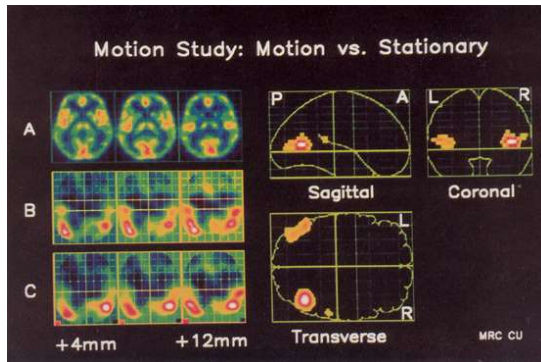 Motion Study: Motion vs. Stationary
A
B
C
+4mm +12mm
P A
Sagittal
L R
Coronal
L
R
Transverse
MRC CU